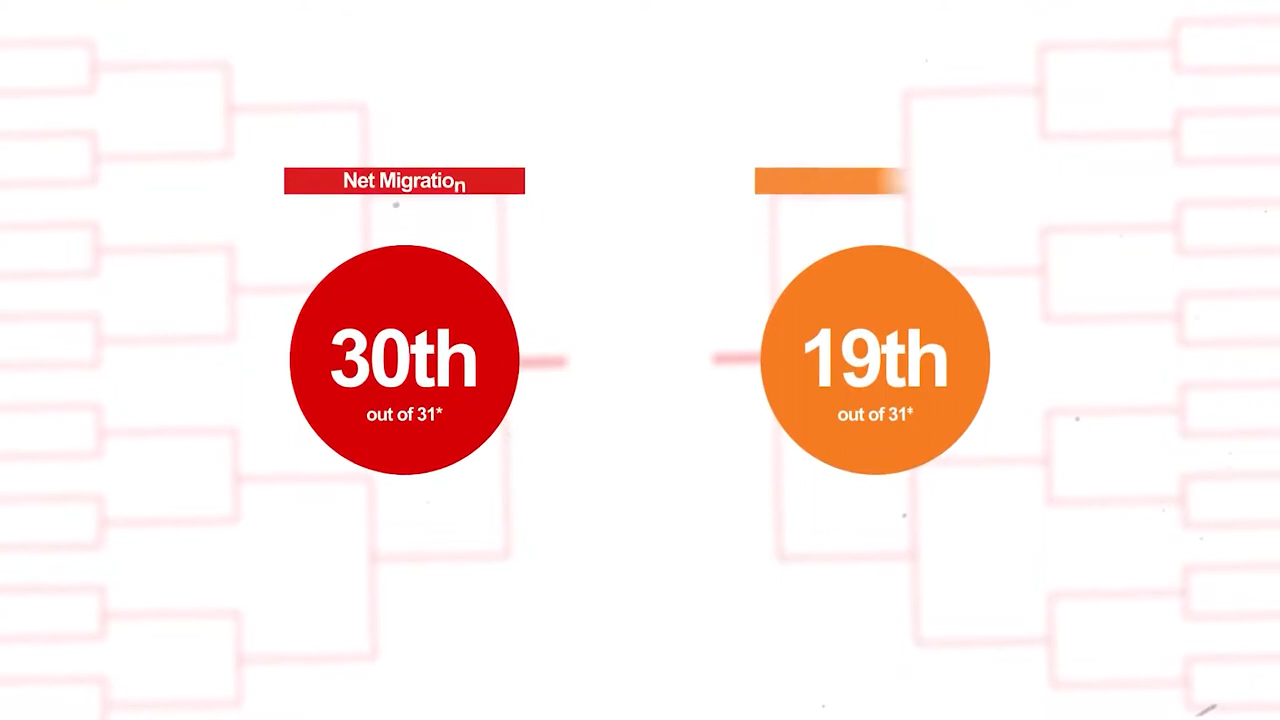 Net Migration
30th
out of 31*
19th
out of 31‡